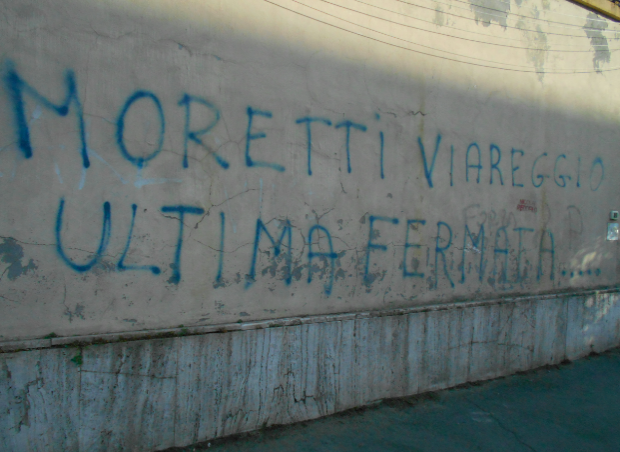 MORETTi VIAREGGIO
ULTIMA FERMATA.....